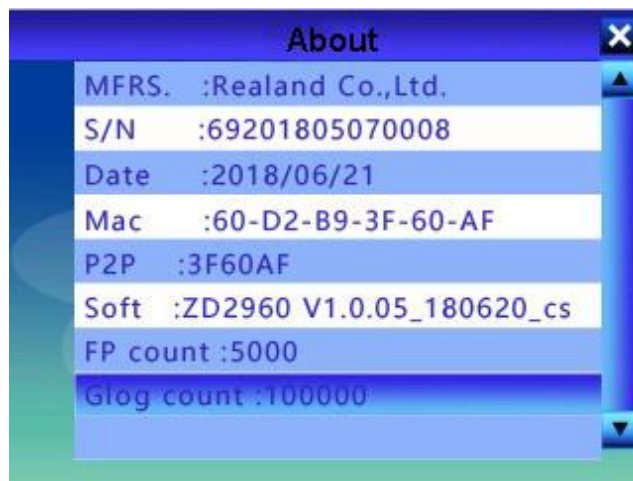 About
MFRS. :Realand Co.,Ltd.
S/N :69201805070008
Date :2018/06/21
Mac :60-D2-B9-3F-60-AF
P2P :3F60AF
Soft :ZD2960 V1.0.05_180620_cs
FP count :5000
Glog count :100000